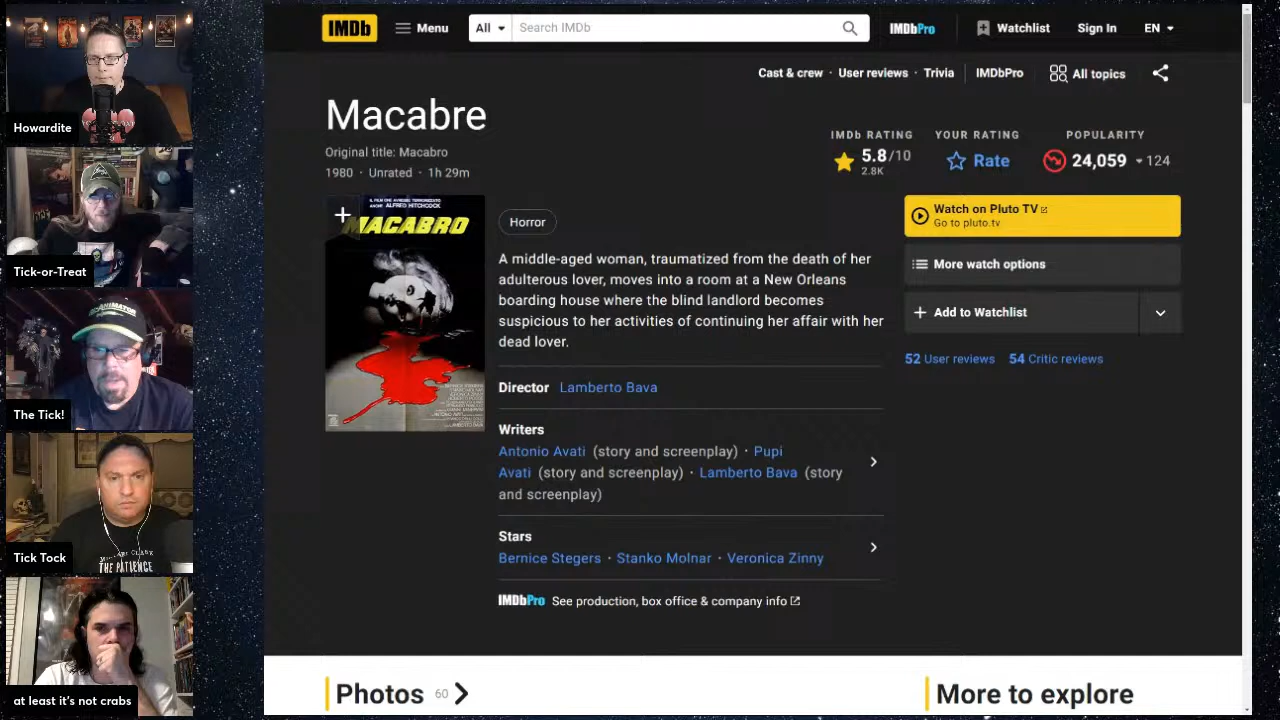 Howardite
Tick-or-Treat
The Tick!
Tick Tock
THE PATIENCE
at least it's not crabs
IMDb
Menu
All
Search IMDb
IMDbPro
Watchlist
Sign In
EN
Cast & crew · User reviews · Trivia
IMDbPro
All topics
Macabre
Original title: Macabro
1980 · Unrated · 1h 29m
IMDb RATING
5.8/10
2.8K
YOUR RATING
Rate
POPULARITY
24,059
124
ALFRED HITCHCOCK
MACABRO
Horror
A middle-aged woman, traumatized from the death of her
adulterous lover, moves into a room at a New Orleans
boarding house where the blind landlord becomes
suspicious to her activities of continuing her affair with her
dead lover.
Director Lamberto Bava
Writers
Antonio Avati (story and screenplay) · Pupi
Avati (story and screenplay) · Lamberto Bava (story
and screenplay)
Stars
Bernice Stegers · Stanko Molnar · Veronica Zinny
IMDbPro See production, box office & company info
Watch on Pluto TV
Go to pluto.tv
More watch options
Add to Watchlist
52 User reviews
54 Critic reviews
Photos 60
More to explore